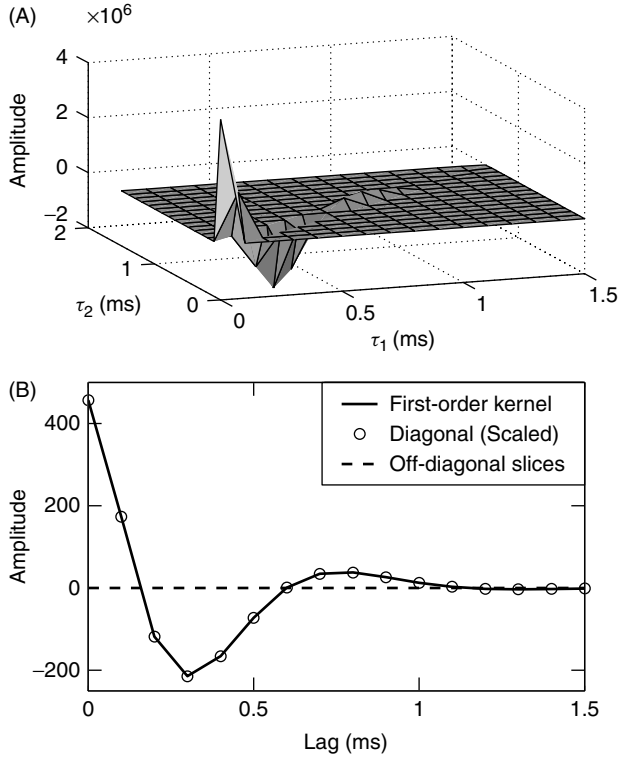 (A)
×10⁶
4
2
0
−2
Amplitude
2
1
0
τ₂ (ms)
0
0.5
1
1.5
τ₁ (ms)
(B)
400
200
0
−200
Amplitude
First-order kernel
Diagonal (Scaled)
Off-diagonal slices
0
0.5
1
1.5
Lag (ms)